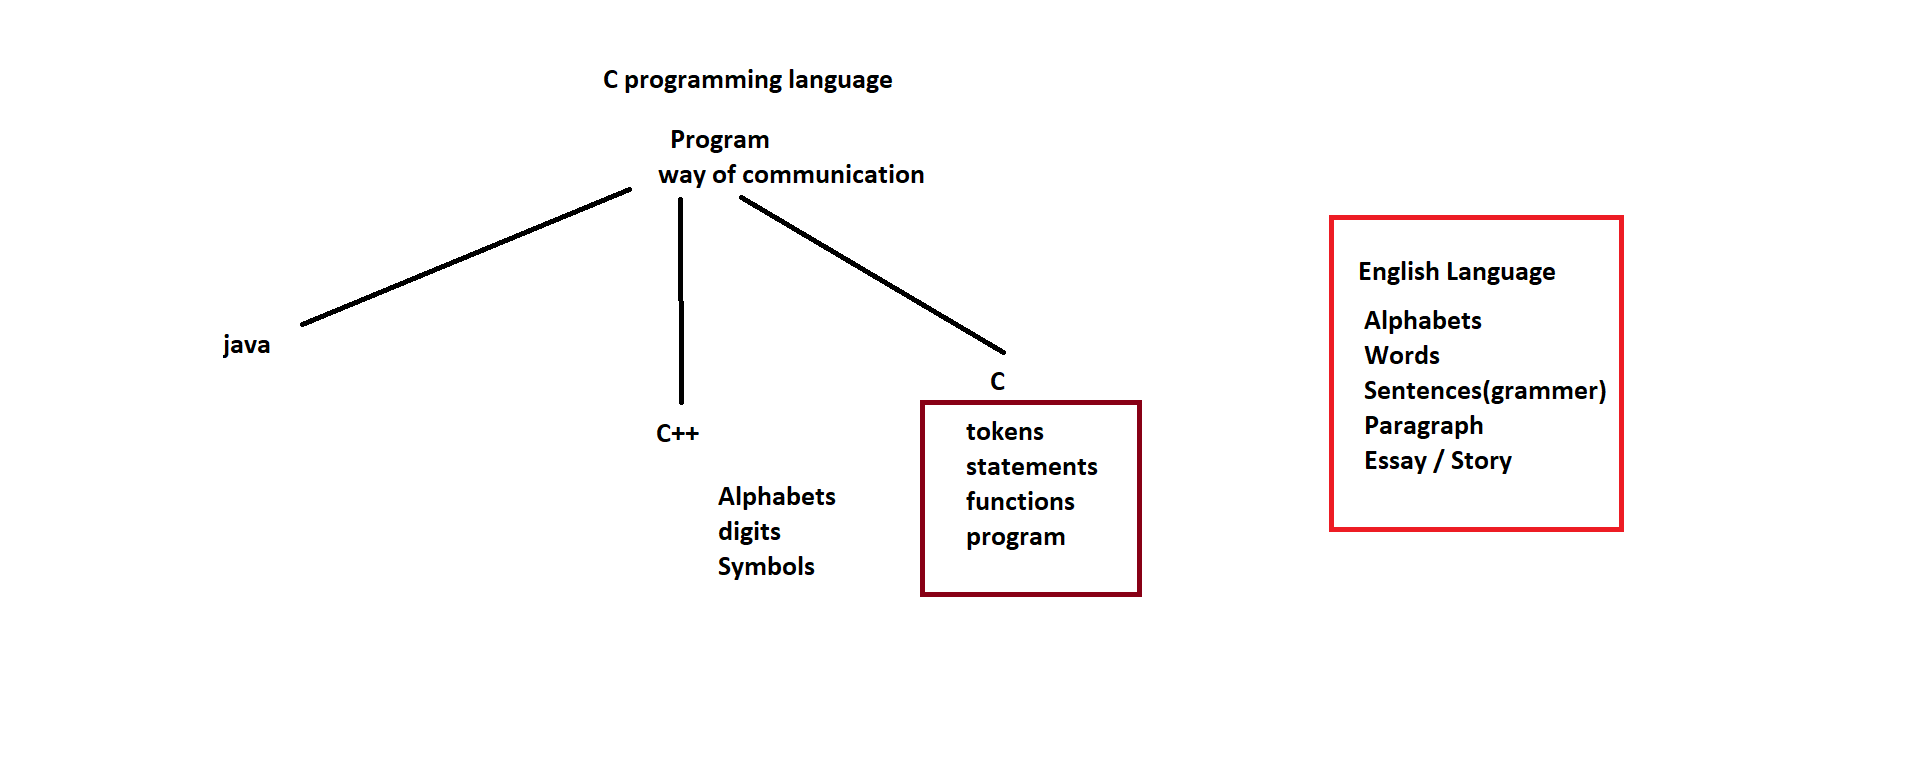 C programming language
Program
way of communication
java
C++
Alphabets
digits
Symbols
C
tokens
statements
functions
program
English Language
Alphabets
Words
Sentences(grammer)
Paragraph
Essay / Story